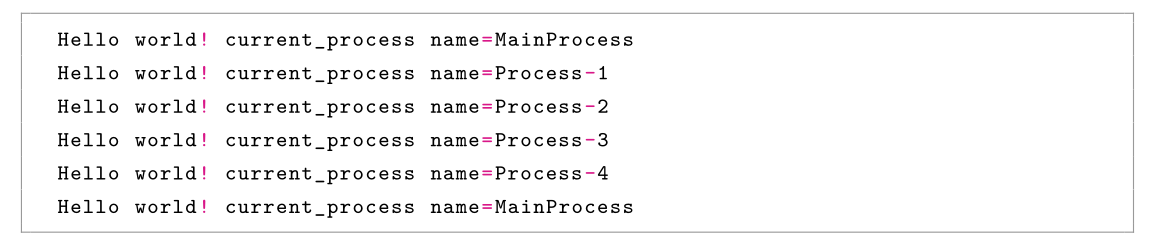 Hello world! current_process name=MainProcess
Hello world! current_process name=Process-1
Hello world! current_process name=Process-2
Hello world! current_process name=Process-3
Hello world! current_process name=Process-4
Hello world! current_process name=MainProcess